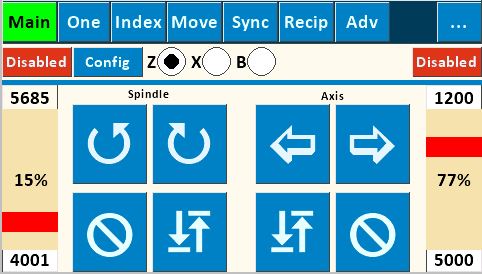 Main One Index Move Sync Recip Adv ...
Disabled Config Z X B Disabled
Spindle Axis
5685 1200
15% 77%
4001 5000